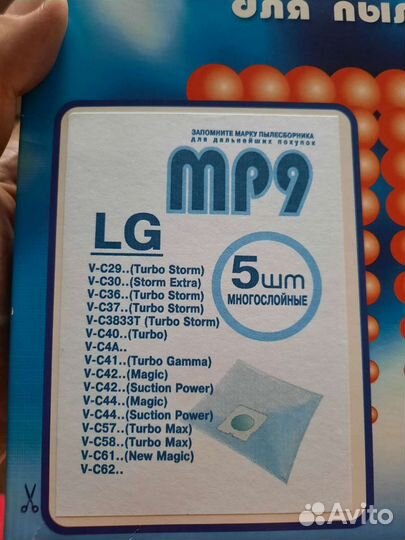 для пыл
ЗАПОМНИТЕ МАРКУ ПЫЛЕСБОРНИКА
для дальнейших покупок
MP9
LG
5шт
МНОГОСЛОЙНЫЕ
V-C29..(Turbo Storm)
V-C30..(Storm Extra)
V-C36..(Turbo Storm)
V-C37..(Turbo Storm)
V-C3833T (Turbo Storm)
V-C40..(Turbo)
V-C4A..
V-C41..(Turbo Gamma)
V-C42..(Magic)
V-C42..(Suction Power)
V-C44..(Magic)
V-C44..(Suction Power)
V-C57..(Turbo Max)
V-C58..(Turbo Max)
V-C61..(New Magic)
V-C62..
Avito